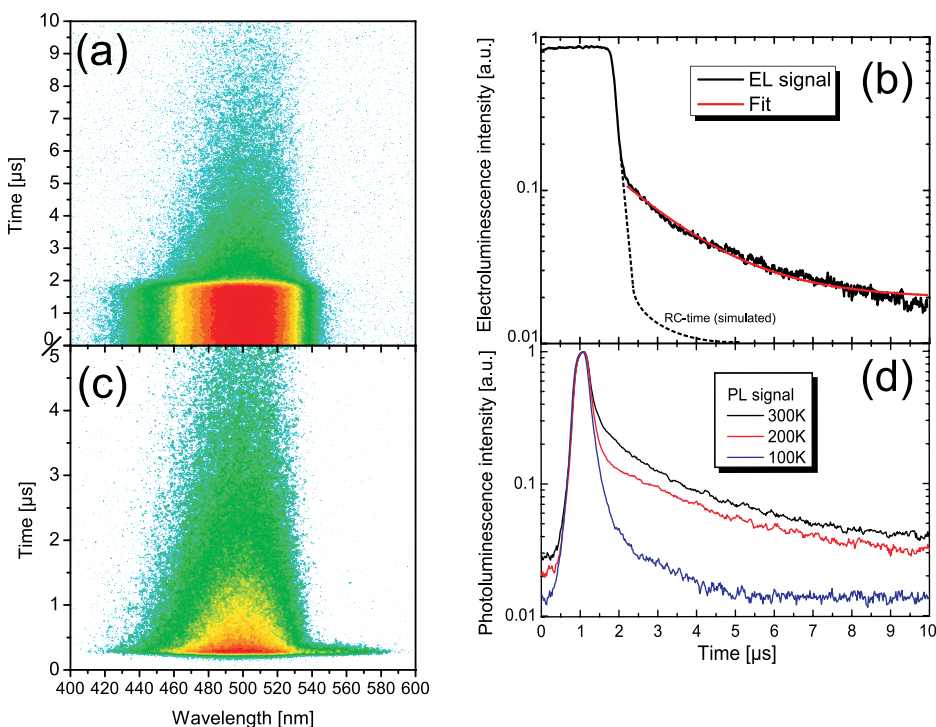 (a)
Time [µs]
10
9
8
7
6
5
4
3
2
1
0
(b)
Electroluminescence intensity [a.u.]
1
0.1
0.01
EL signal
Fit
RC-time (simulated)
(c)
Time [µs]
5
4
3
2
1
0
400 420 440 460 480 500 520 540 560 580 600
Wavelength [nm]
(d)
Photoluminescence intensity [a.u.]
1
0.1
0.01
PL signal
300K
200K
100K
0 1 2 3 4 5 6 7 8 9 10
Time [µs]